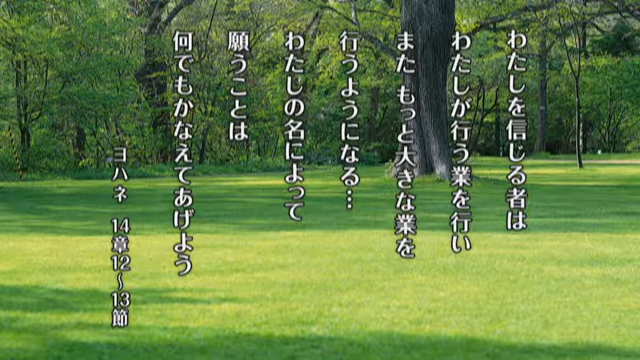 わたしを信じる者は
わたしが行う業を行い
また もっと大きな業を
行うようになる…
わたしの名によって
願うことは
何でもかなえてあげよう
ヨハネ 14章12～13節